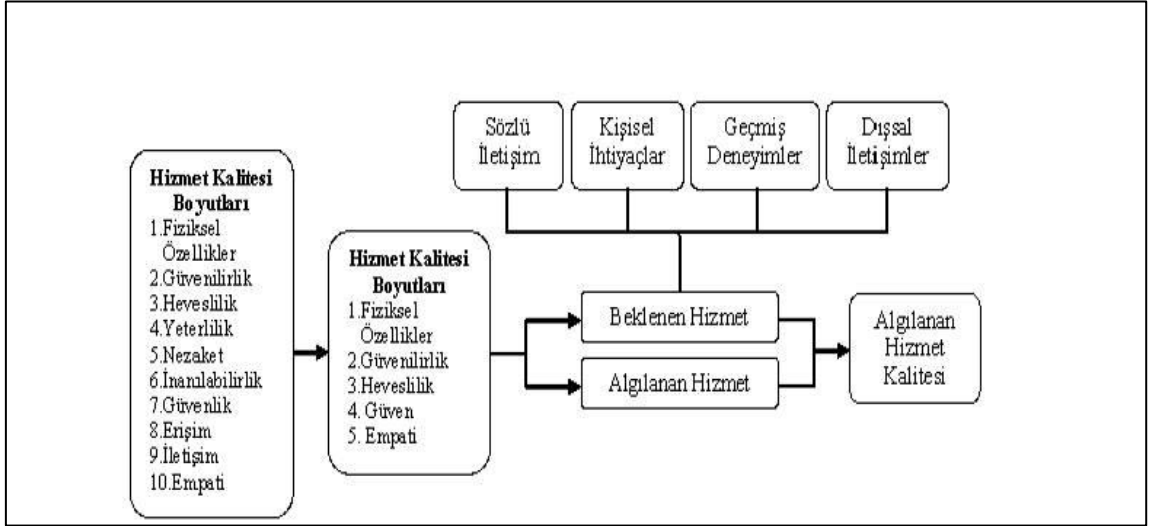 Sözlü
İletişim
Kişisel
İhtiyaçlar
Geçmiş
Deneyimler
Dışsal
İletişimler
Hizmet Kalitesi
Boyutları
1.Fiziksel
Özellikler
2.Güvenilirlik
3.Heveslilik
4.Yeterlilik
5.Nezaket
6.İnanılabilirlik
7.Güvenlik
8.Erişim
9.İletişim
10.Empati
Hizmet Kalitesi
Boyutları
1.Fiziksel
Özellikler
2.Güvenilirlik
3.Heveslilik
4. Güven
5. Empati
Beklenen Hizmet
Algılanan Hizmet
Algılanan
Hizmet
Kalitesi